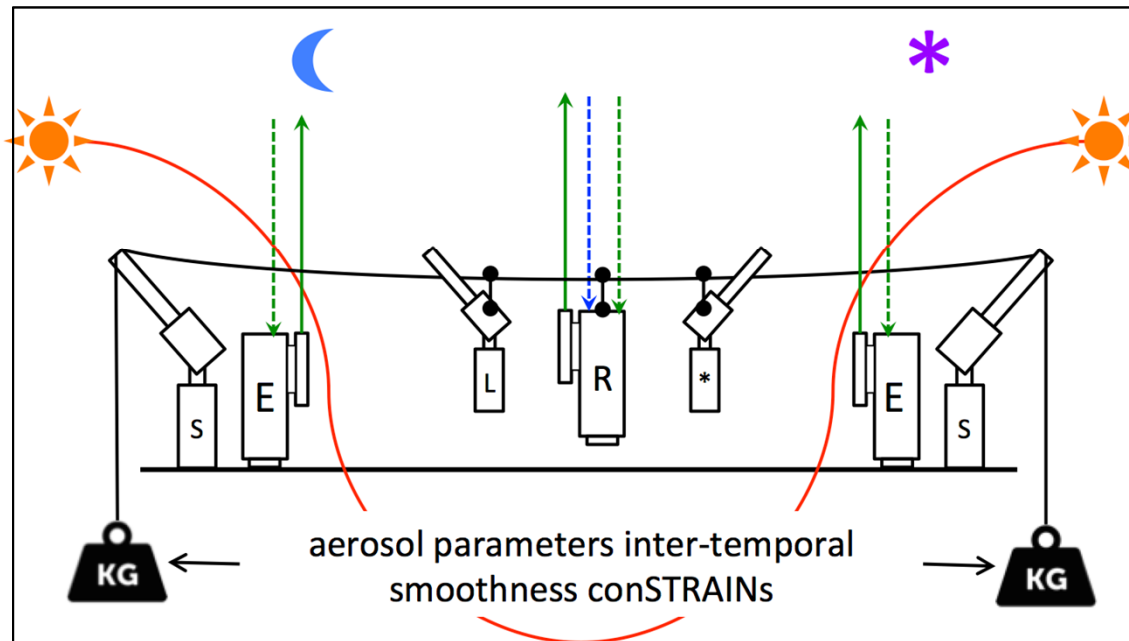 L
R
*
E
E
S
S
aerosol parameters inter-temporal
smoothness conSTRAINs
KG
KG